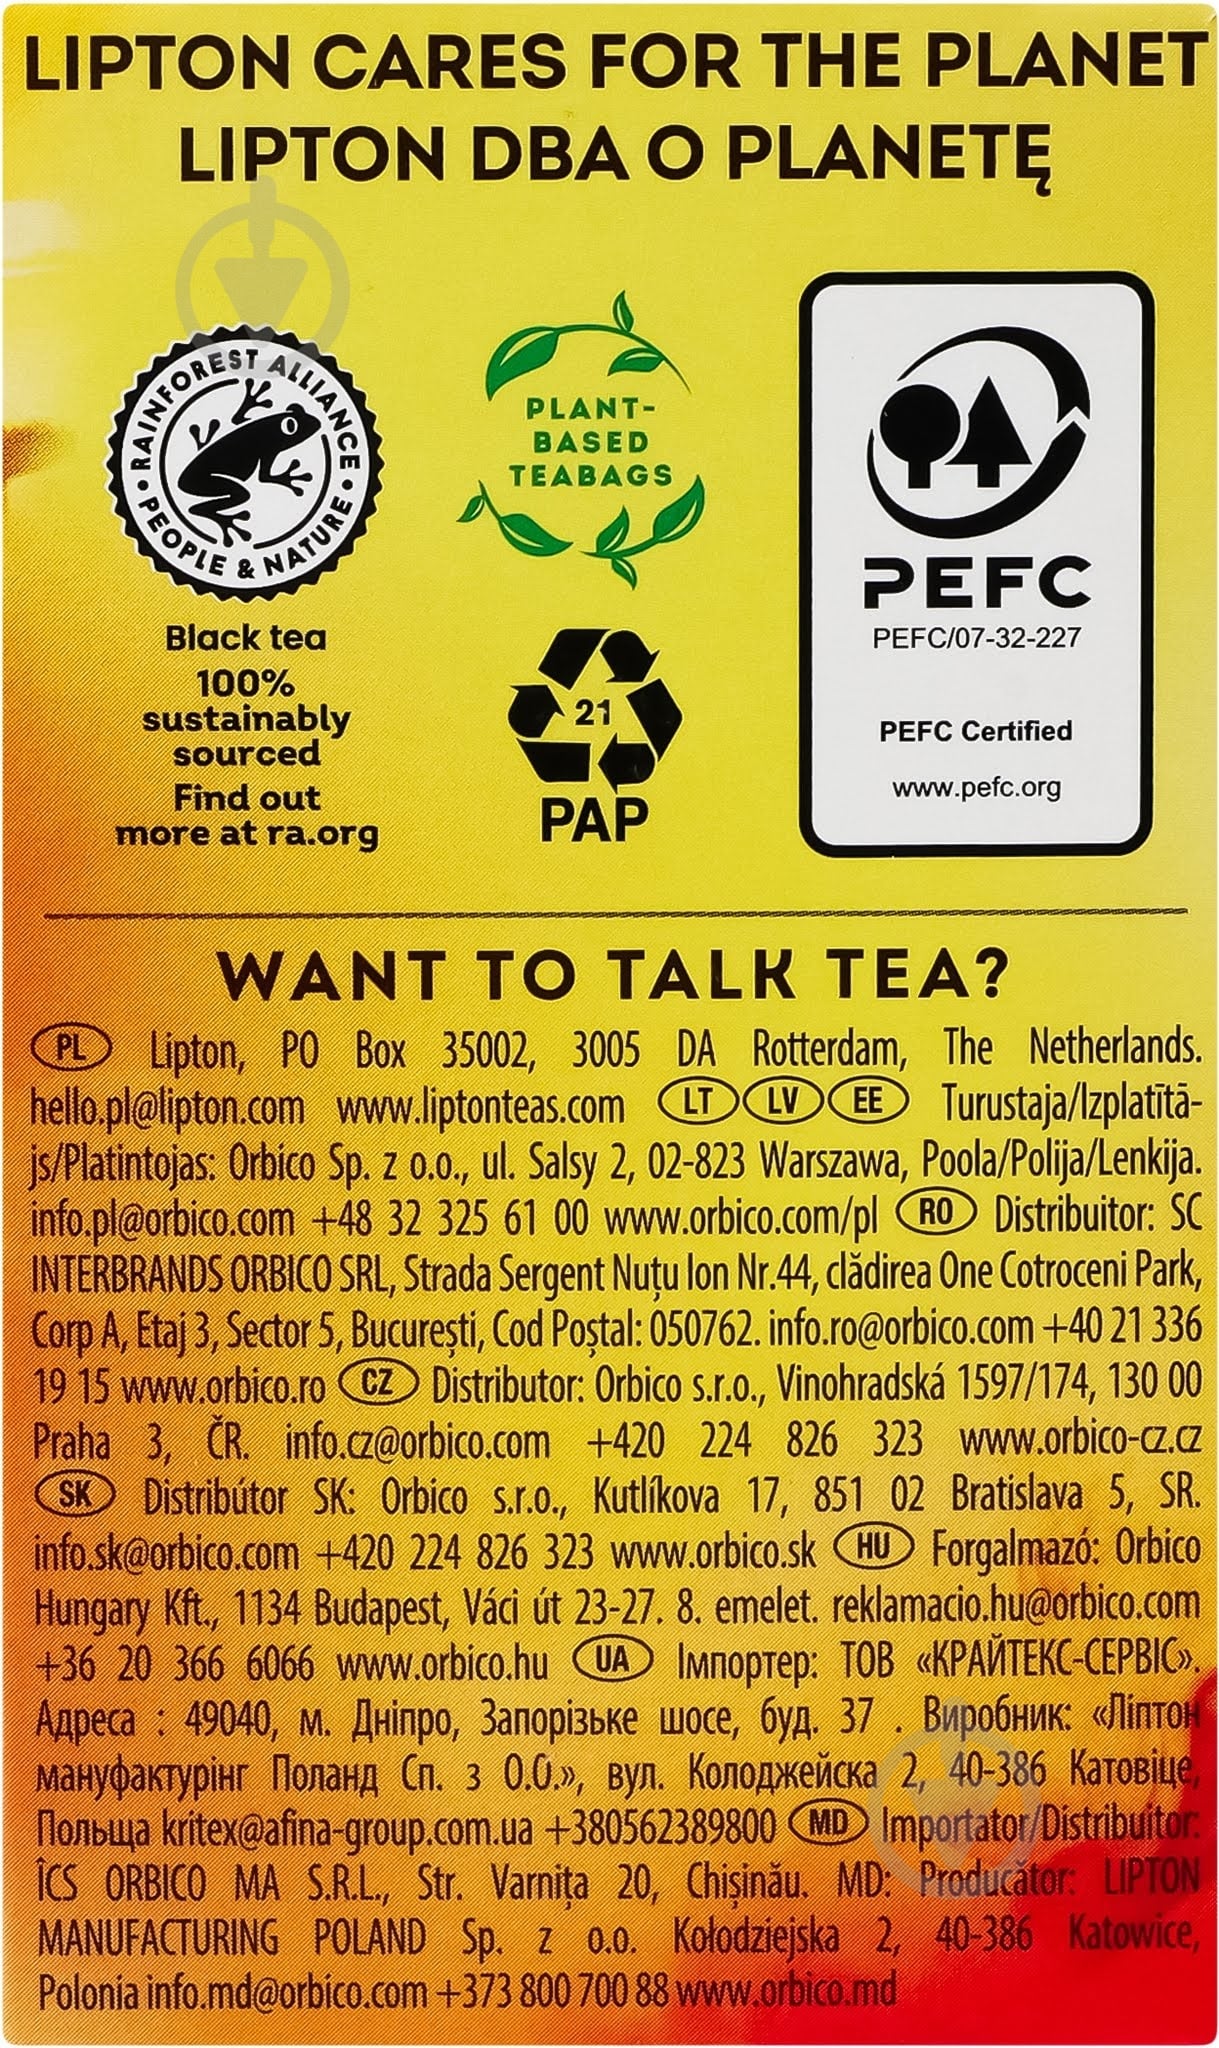 LIPTON CARES FOR THE PLANET
LIPTON DBA O PLANETĘ
RAINFOREST ALLIANCE
• PEOPLE & NATURE •
Black tea
100%
sustainably
sourced
Find out
more at ra.org
PLANT-
BASED
TEABAGS
21
PAP
PEFC
PEFC/07-32-227
PEFC Certified
www.pefc.org
WANT TO TALK TEA?
PL Lipton, PO Box 35002, 3005 DA Rotterdam, The Netherlands.
hello.pl@lipton.com www.liptonteas.com LT LV EE Turustaja/Izplatītā-
js/Platintojas: Orbico Sp. z o.o., ul. Salsy 2, 02-823 Warszawa, Poola/Polija/Lenkija.
info.pl@orbico.com +48 32 325 61 00 www.orbico.com/pl RO Distribuitor: SC
INTERBRANDS ORBICO SRL, Strada Sergent Nuțu Ion Nr.44, clădirea One Cotroceni Park,
Corp A, Etaj 3, Sector 5, București, Cod Poștal: 050762. info.ro@orbico.com +40 21 336
19 15 www.orbico.ro CZ Distributor: Orbico s.r.o., Vinohradská 1597/174, 130 00
Praha 3, ČR. info.cz@orbico.com +420 224 826 323 www.orbico-cz.cz
SK Distribútor SK: Orbico s.r.o., Kutlíkova 17, 851 02 Bratislava 5, SR.
info.sk@orbico.com +420 224 826 323 www.orbico.sk HU Forgalmazó: Orbico
Hungary Kft., 1134 Budapest, Váci út 23-27. 8. emelet. reklamacio.hu@orbico.com
+36 20 366 6066 www.orbico.hu UA Імпортер: ТОВ «КРАЙТЕКС-СЕРВІС».
Адреса : 49040, м. Дніпро, Запорізьке шосе, буд. 37 . Виробник: «Ліптон
мануфактурінг Поланд Сп. з О.О.», вул. Колоджейска 2, 40-386 Катовіце,
Польща kritex@afina-group.com.ua +380562389800 MD Importator/Distribuitor:
ÎCS ORBICO MA S.R.L., Str. Varnița 20, Chișinău. MD: Producător: LIPTON
MANUFACTURING POLAND Sp. z o.o. Kołodziejska 2, 40-386 Katowice,
Polonia info.md@orbico.com +373 800 700 88 www.orbico.md